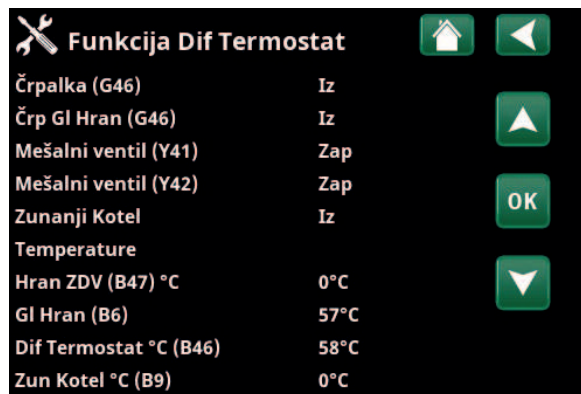 Funkcija Dif Termostat
Črpalka (G46) Iz
Črp Gl Hran (G46) Iz
Mešalni ventil (Y41) Zap
Mešalni ventil (Y42) Zap
OK
Zunanji Kotel Iz
Temperature
Hran ZDV (B47) °C 0°C
Gl Hran (B6) 57°C
Dif Termostat °C (B46) 58°C
Zun Kotel °C (B9) 0°C